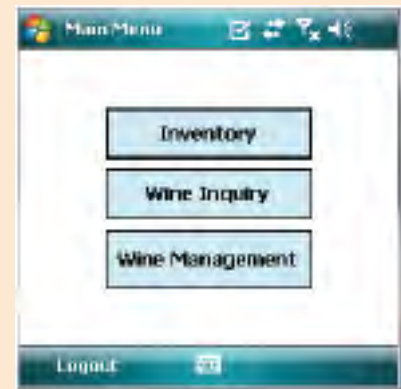 Main Menu
Inventory
Wine Inquiry
Wine Management
Logout